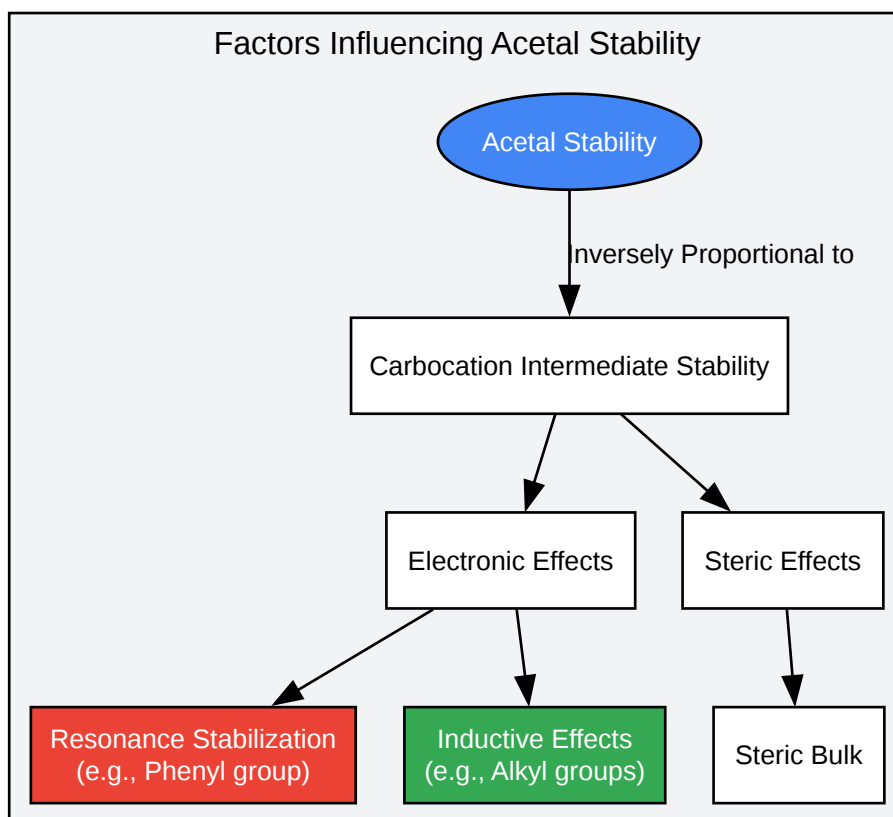 Factors Influencing Acetal Stability
Acetal Stability
Inversely Proportional to
Carbocation Intermediate Stability
Electronic Effects
Steric Effects
Resonance Stabilization
(e.g., Phenyl group)
Inductive Effects
(e.g., Alkyl groups)
Steric Bulk